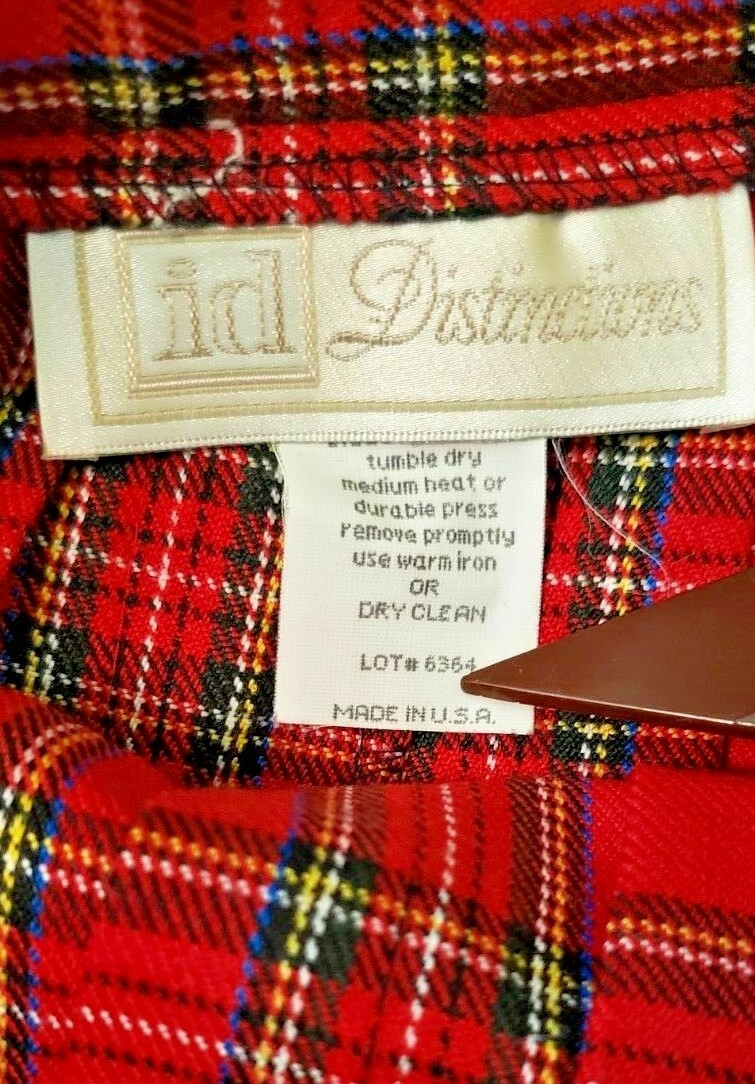 id Distinctions
tumble dry
medium heat or
durable press
remove promptly
use warm iron
OR
DRY CLEAN
LOT# 6364
MADE IN U.S.A.